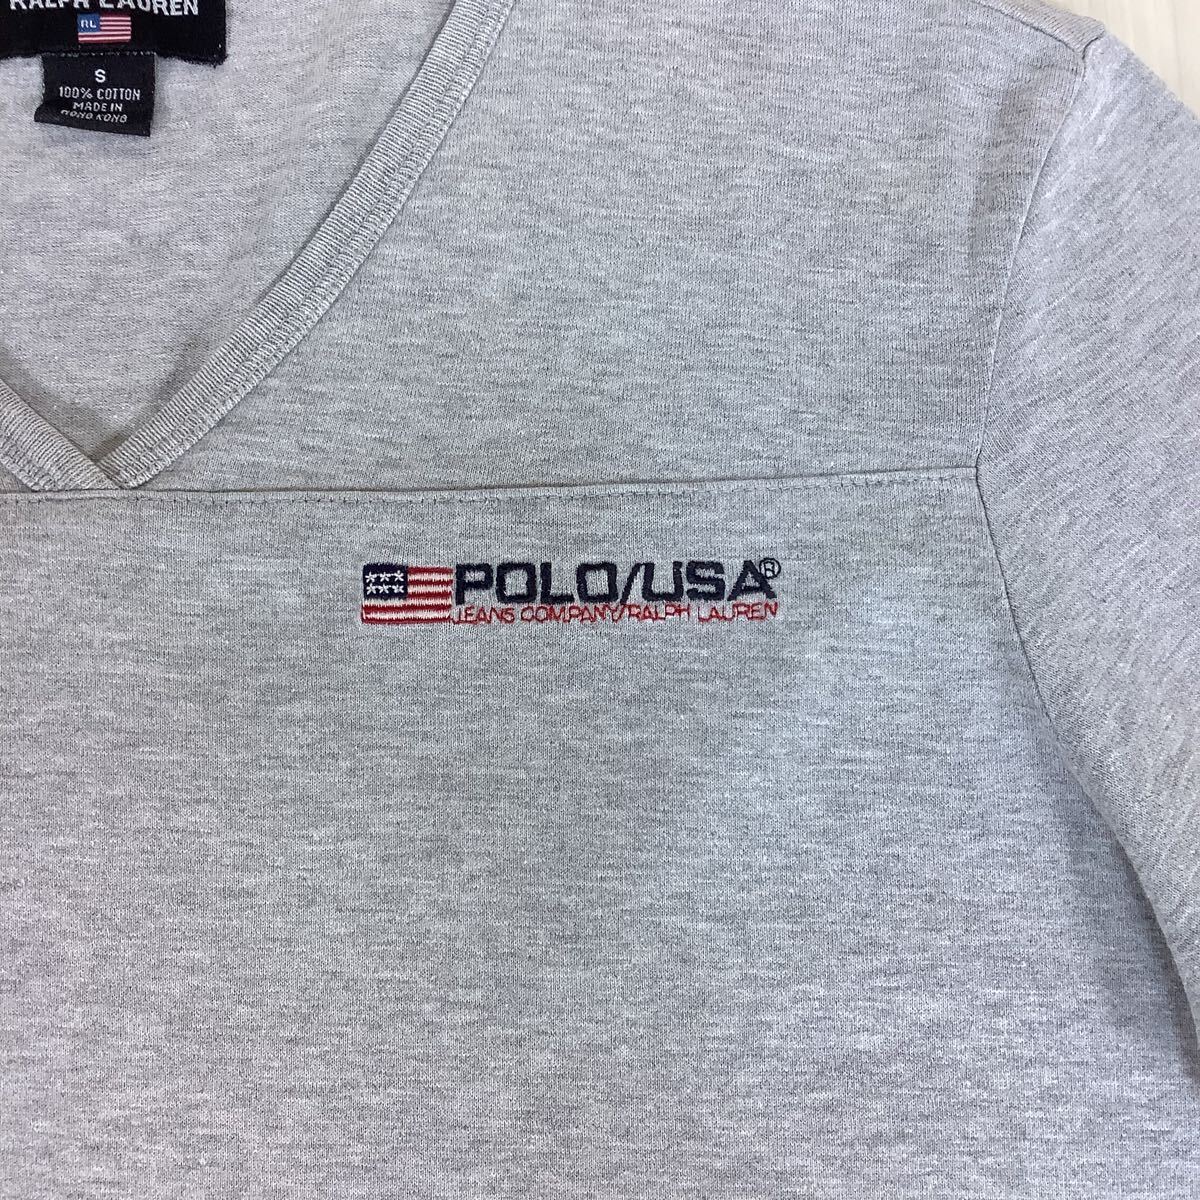 RALPH LAUREN
RL
S
100% COTTON
MADE IN
HONG KONG
POLO/USA®
JEANS COMPANY/RALPH LAUREN